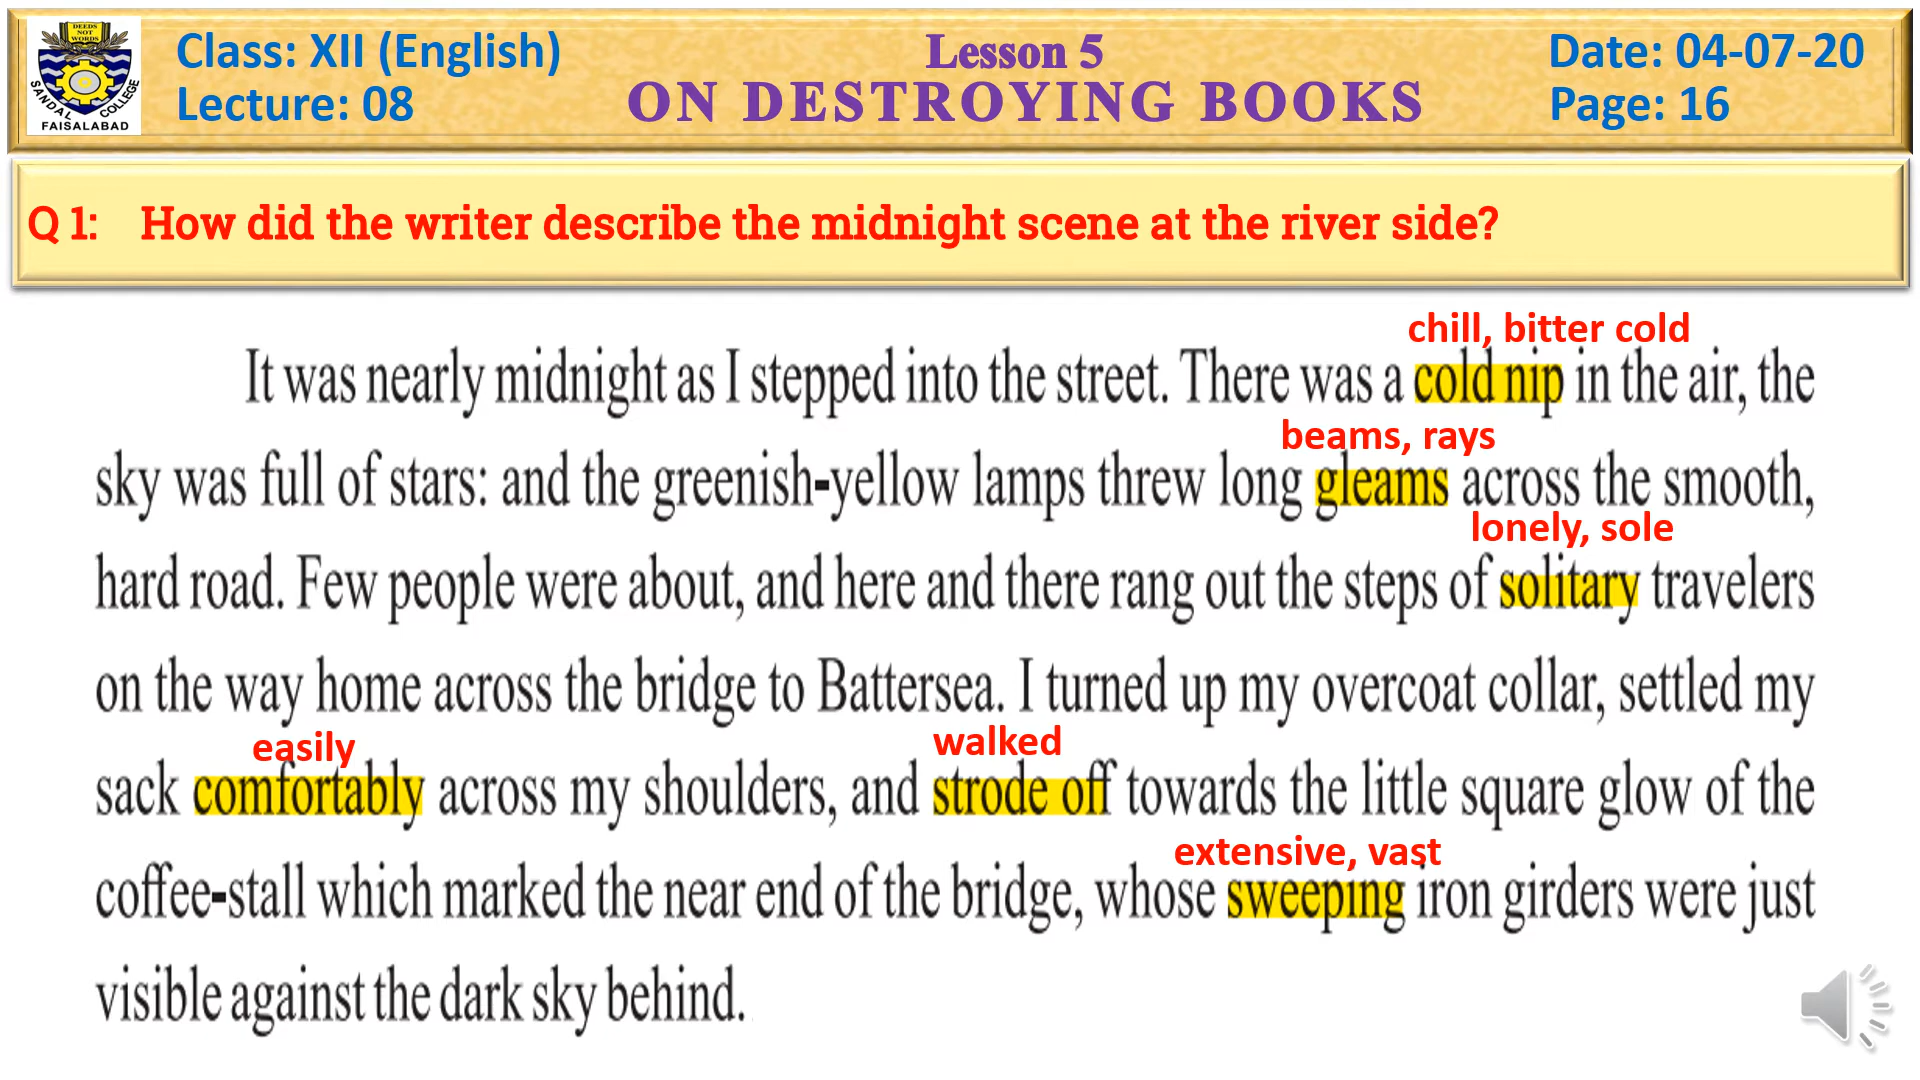 DEEDS
NOT
WORDS
SANDAL COLLEGE
FAISALABAD
Class: XII (English)
Lecture: 08
Lesson 5
ON DESTROYING BOOKS
Date: 04-07-20
Page: 16
Q 1: How did the writer describe the midnight scene at the river side?
chill, bitter cold
It was nearly midnight as I stepped into the street. There was a cold nip in the air, the
beams, rays
sky was full of stars: and the greenish-yellow lamps threw long gleams across the smooth,
lonely, sole
hard road. Few people were about, and here and there rang out the steps of solitary travelers
on the way home across the bridge to Battersea. I turned up my overcoat collar, settled my
easily walked
sack comfortably across my shoulders, and strode off towards the little square glow of the
extensive, vast
coffee-stall which marked the near end of the bridge, whose sweeping iron girders were just
visible against the dark sky behind.